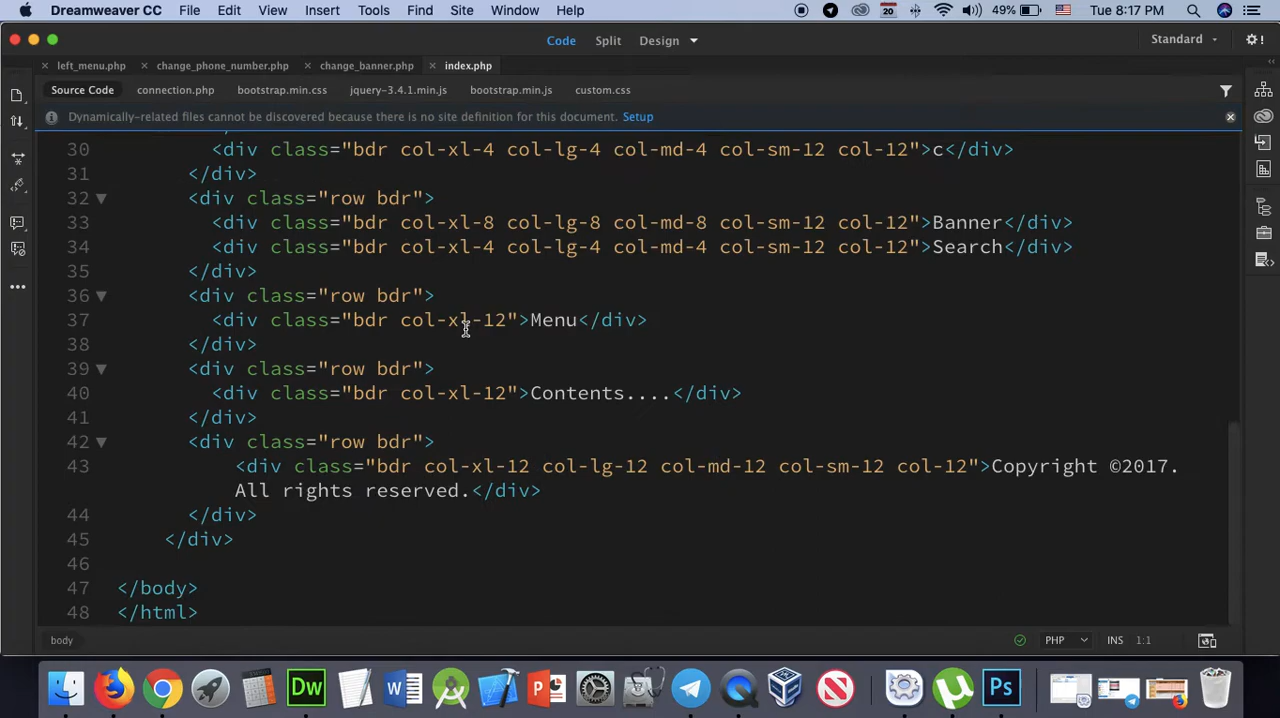 Dreamweaver CC File Edit View Insert Tools Find Site Window Help 20 49% Tue 8:17 PM
Code Split Design Standard
left_menu.php change_phone_number.php change_banner.php index.php
Source Code connection.php bootstrap.min.css jquery-3.4.1.min.js bootstrap.min.js custom.css
Dynamically-related files cannot be discovered because there is no site definition for this document. Setup
30 <div class="bdr col-xl-4 col-lg-4 col-md-4 col-sm-12 col-12">c</div>
31 </div>
32 <div class="row bdr">
33 <div class="bdr col-xl-8 col-lg-8 col-md-8 col-sm-12 col-12">Banner</div>
34 <div class="bdr col-xl-4 col-lg-4 col-md-4 col-sm-12 col-12">Search</div>
35 </div>
36 <div class="row bdr">
37 <div class="bdr col-xl-12">Menu</div>
38 </div>
39 <div class="row bdr">
40 <div class="bdr col-xl-12">Contents....</div>
41 </div>
42 <div class="row bdr">
43 <div class="bdr col-xl-12 col-lg-12 col-md-12 col-sm-12 col-12">Copyright ©2017.
All rights reserved.</div>
44 </div>
45 </div>
46
47 </body>
48 </html>
body PHP INS 1:1
Dw W P Ps